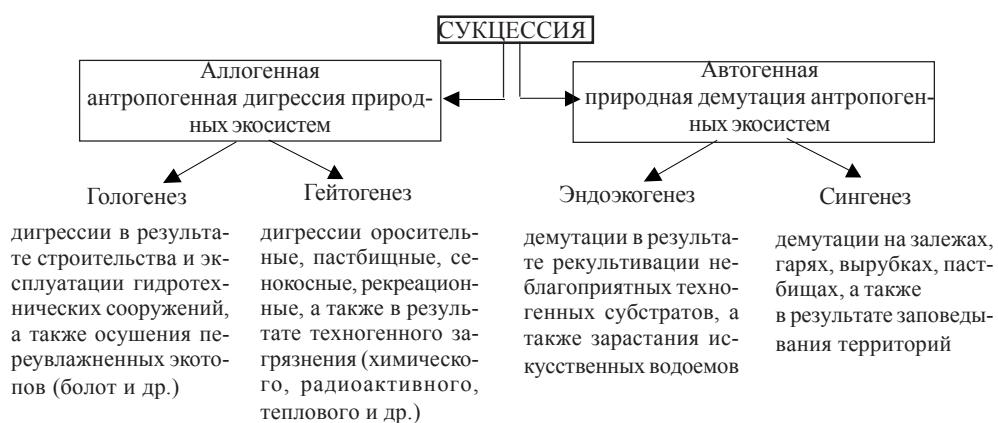 СУКЦЕССИЯ
Аллогенная
антропогенная дигрессия природ-
ных экосистем
Автогенная
природная демутация антропоген-
ных экосистем
Гологенез
Гейтогенез
Эндоэкогенез
Сингенез
дигрессии в результа-
те строительства и эк-
сплуатации гидротех-
нических сооружений,
а также осушения пе-
реувлажненных экото-
пов (болот и др.)
дигрессии ороситель-
ные, пастбищные, се-
нокосные, рекреацион-
ные, а также в резуль-
тате техногенного за-
грязнения (химическо-
го, радиоактивного,
теплового и др.)
демутации в результа-
те рекультивации не-
благоприятных техно-
генных субстратов, а
также зарастания ис-
кусственных водоемов
демутации на залежах,
гарях, вырубках, паст-
бищах, а также
в результате заповеды-
вания территорий